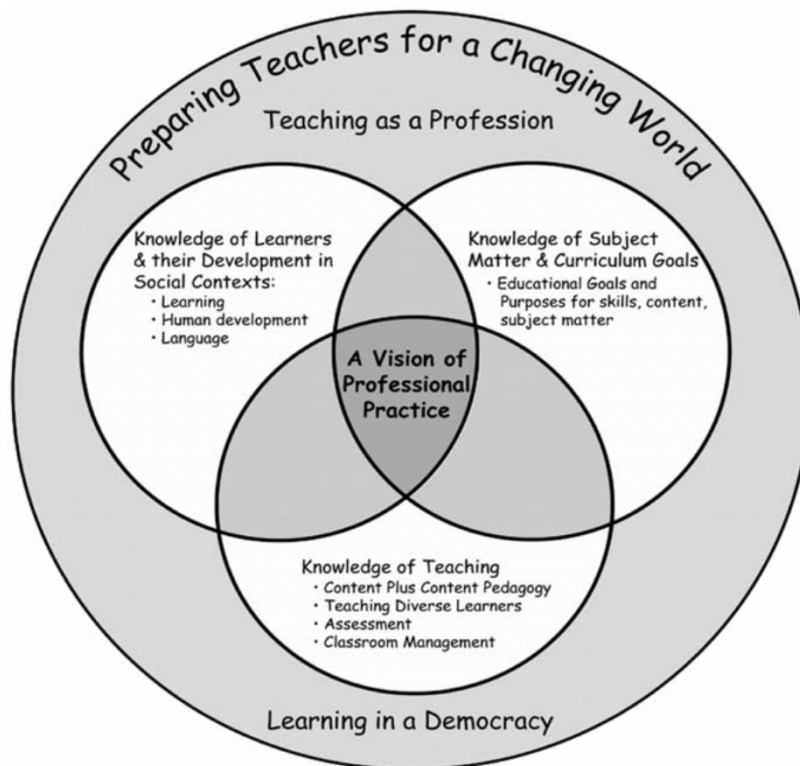 Preparing Teachers for a Changing World
Teaching as a Profession
Knowledge of Learners
& their Development in
Social Contexts:
· Learning
· Human development
· Language
Knowledge of Subject
Matter & Curriculum Goals
· Educational Goals and
Purposes for skills, content,
subject matter
A Vision of
Professional
Practice
Knowledge of Teaching
· Content Plus Content Pedagogy
· Teaching Diverse Learners
· Assessment
· Classroom Management
Learning in a Democracy